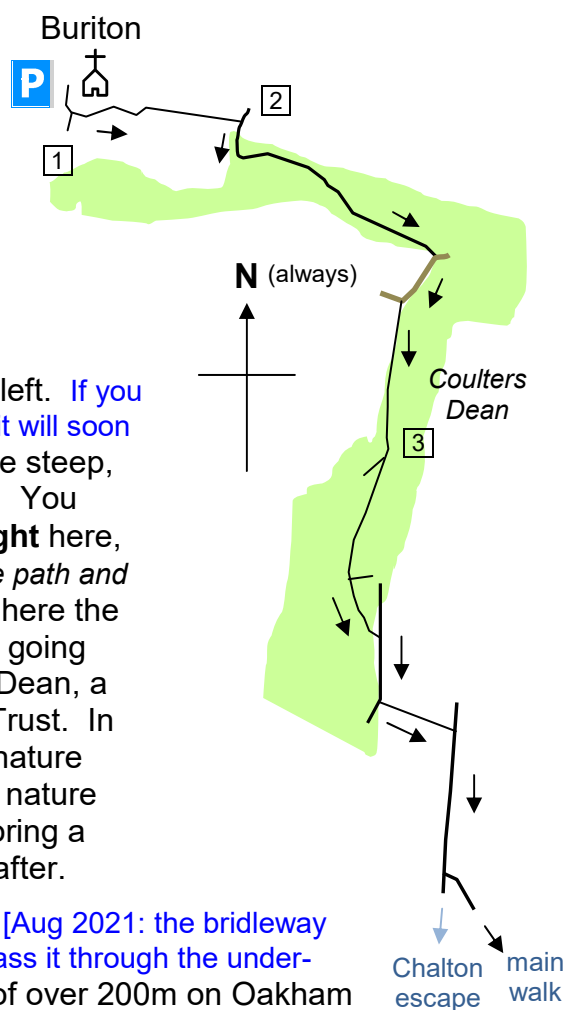 Buriton
P
2
1
N (always)
left. If you
it will soon
e steep,
Coulters
Dean
3
You
ght here,
e path and
here the
going
Dean, a
Trust. In
nature
nature
oring a
after.
[Aug 2021: the bridleway
ass it through the under-
of over 200m on Oakham
Chalton
escape
main
walk